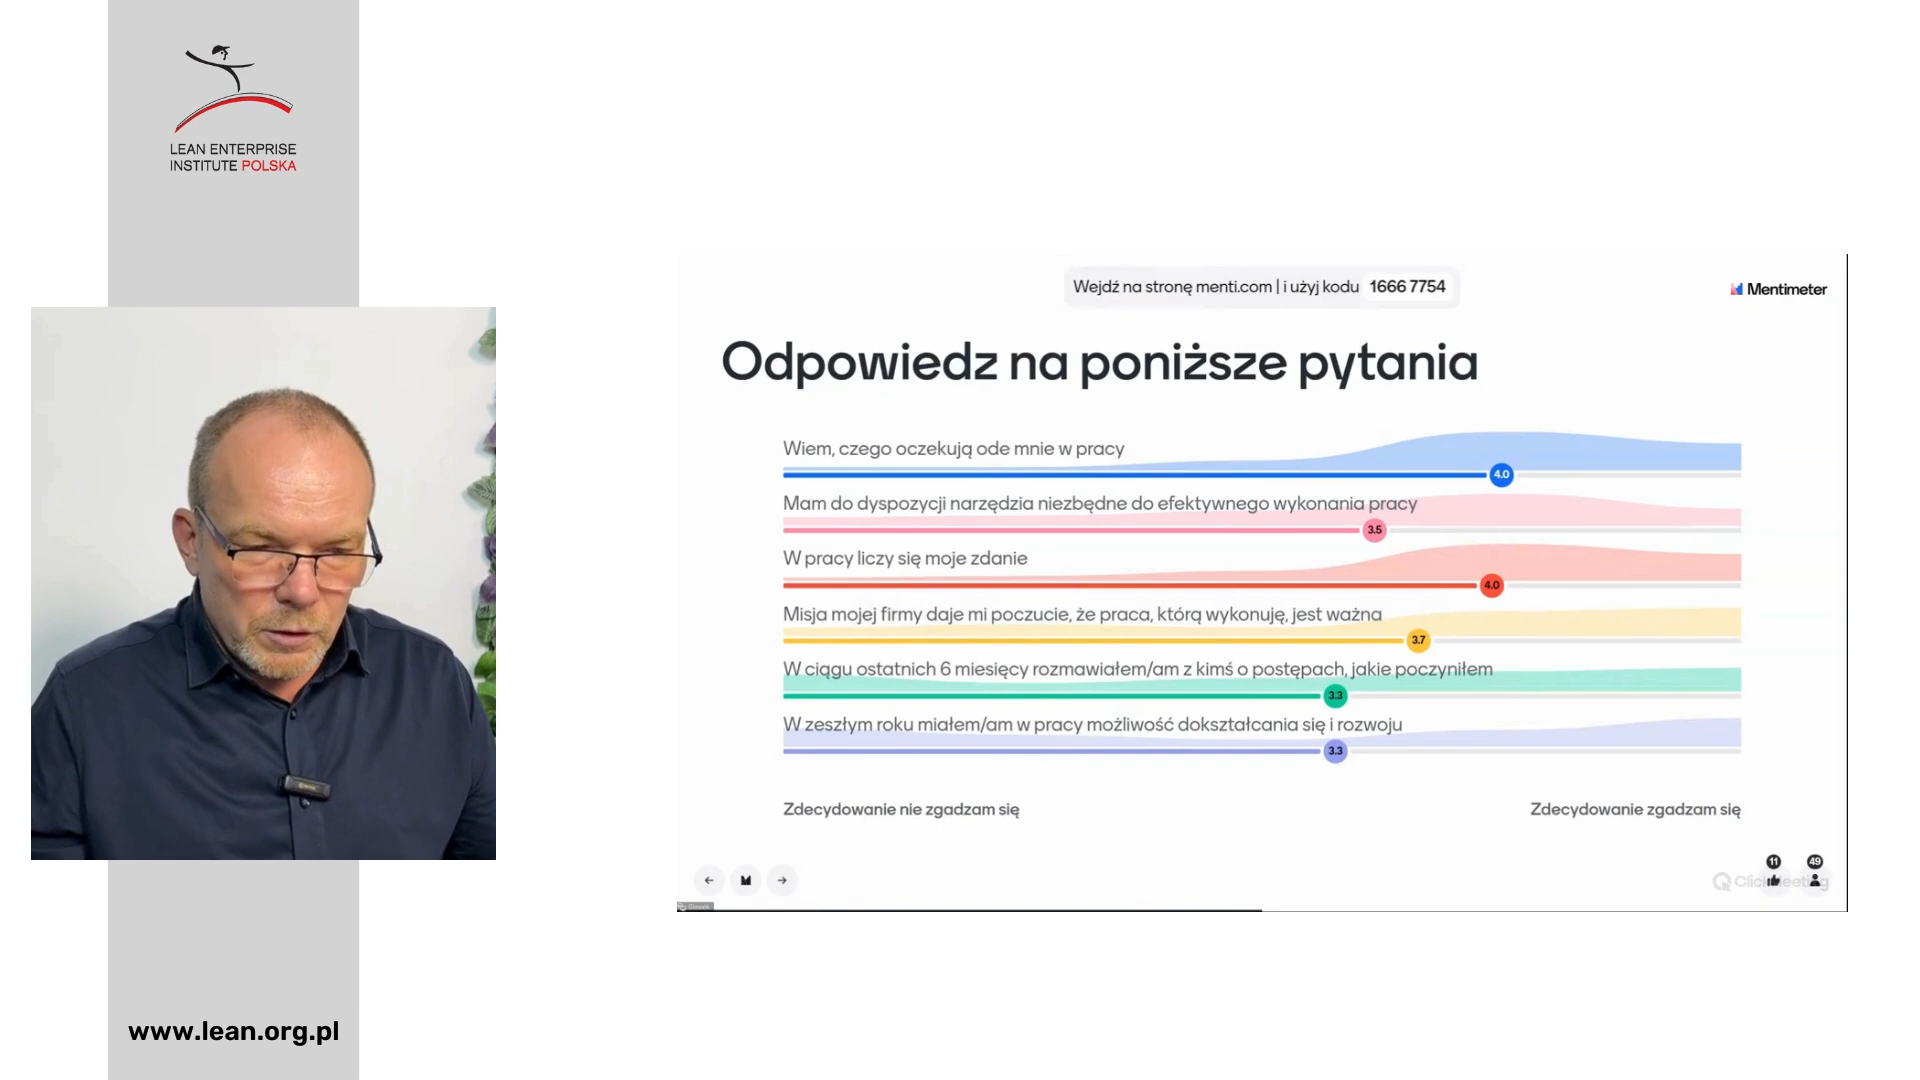 LEAN ENTERPRISE
INSTITUTE POLSKA
Wejdź na stronę menti.com | i użyj kodu 1666 7754
Mentimeter
Odpowiedz na poniższe pytania
Wiem, czego oczekują ode mnie w pracy
4.0
Mam do dyspozycji narzędzia niezbędne do efektywnego wykonania pracy
3.5
W pracy liczy się moje zdanie
4.0
Misja mojej firmy daje mi poczucie, że praca, którą wykonuję, jest ważna
3.7
W ciągu ostatnich 6 miesięcy rozmawiałem/am z kimś o postępach, jakie poczyniłem
3.3
W zeszłym roku miałem/am w pracy możliwość dokształcania się i rozwoju
3.3
Zdecydowanie nie zgadzam się
Zdecydowanie zgadzam się
11
49
ClickMeeting
www.lean.org.pl